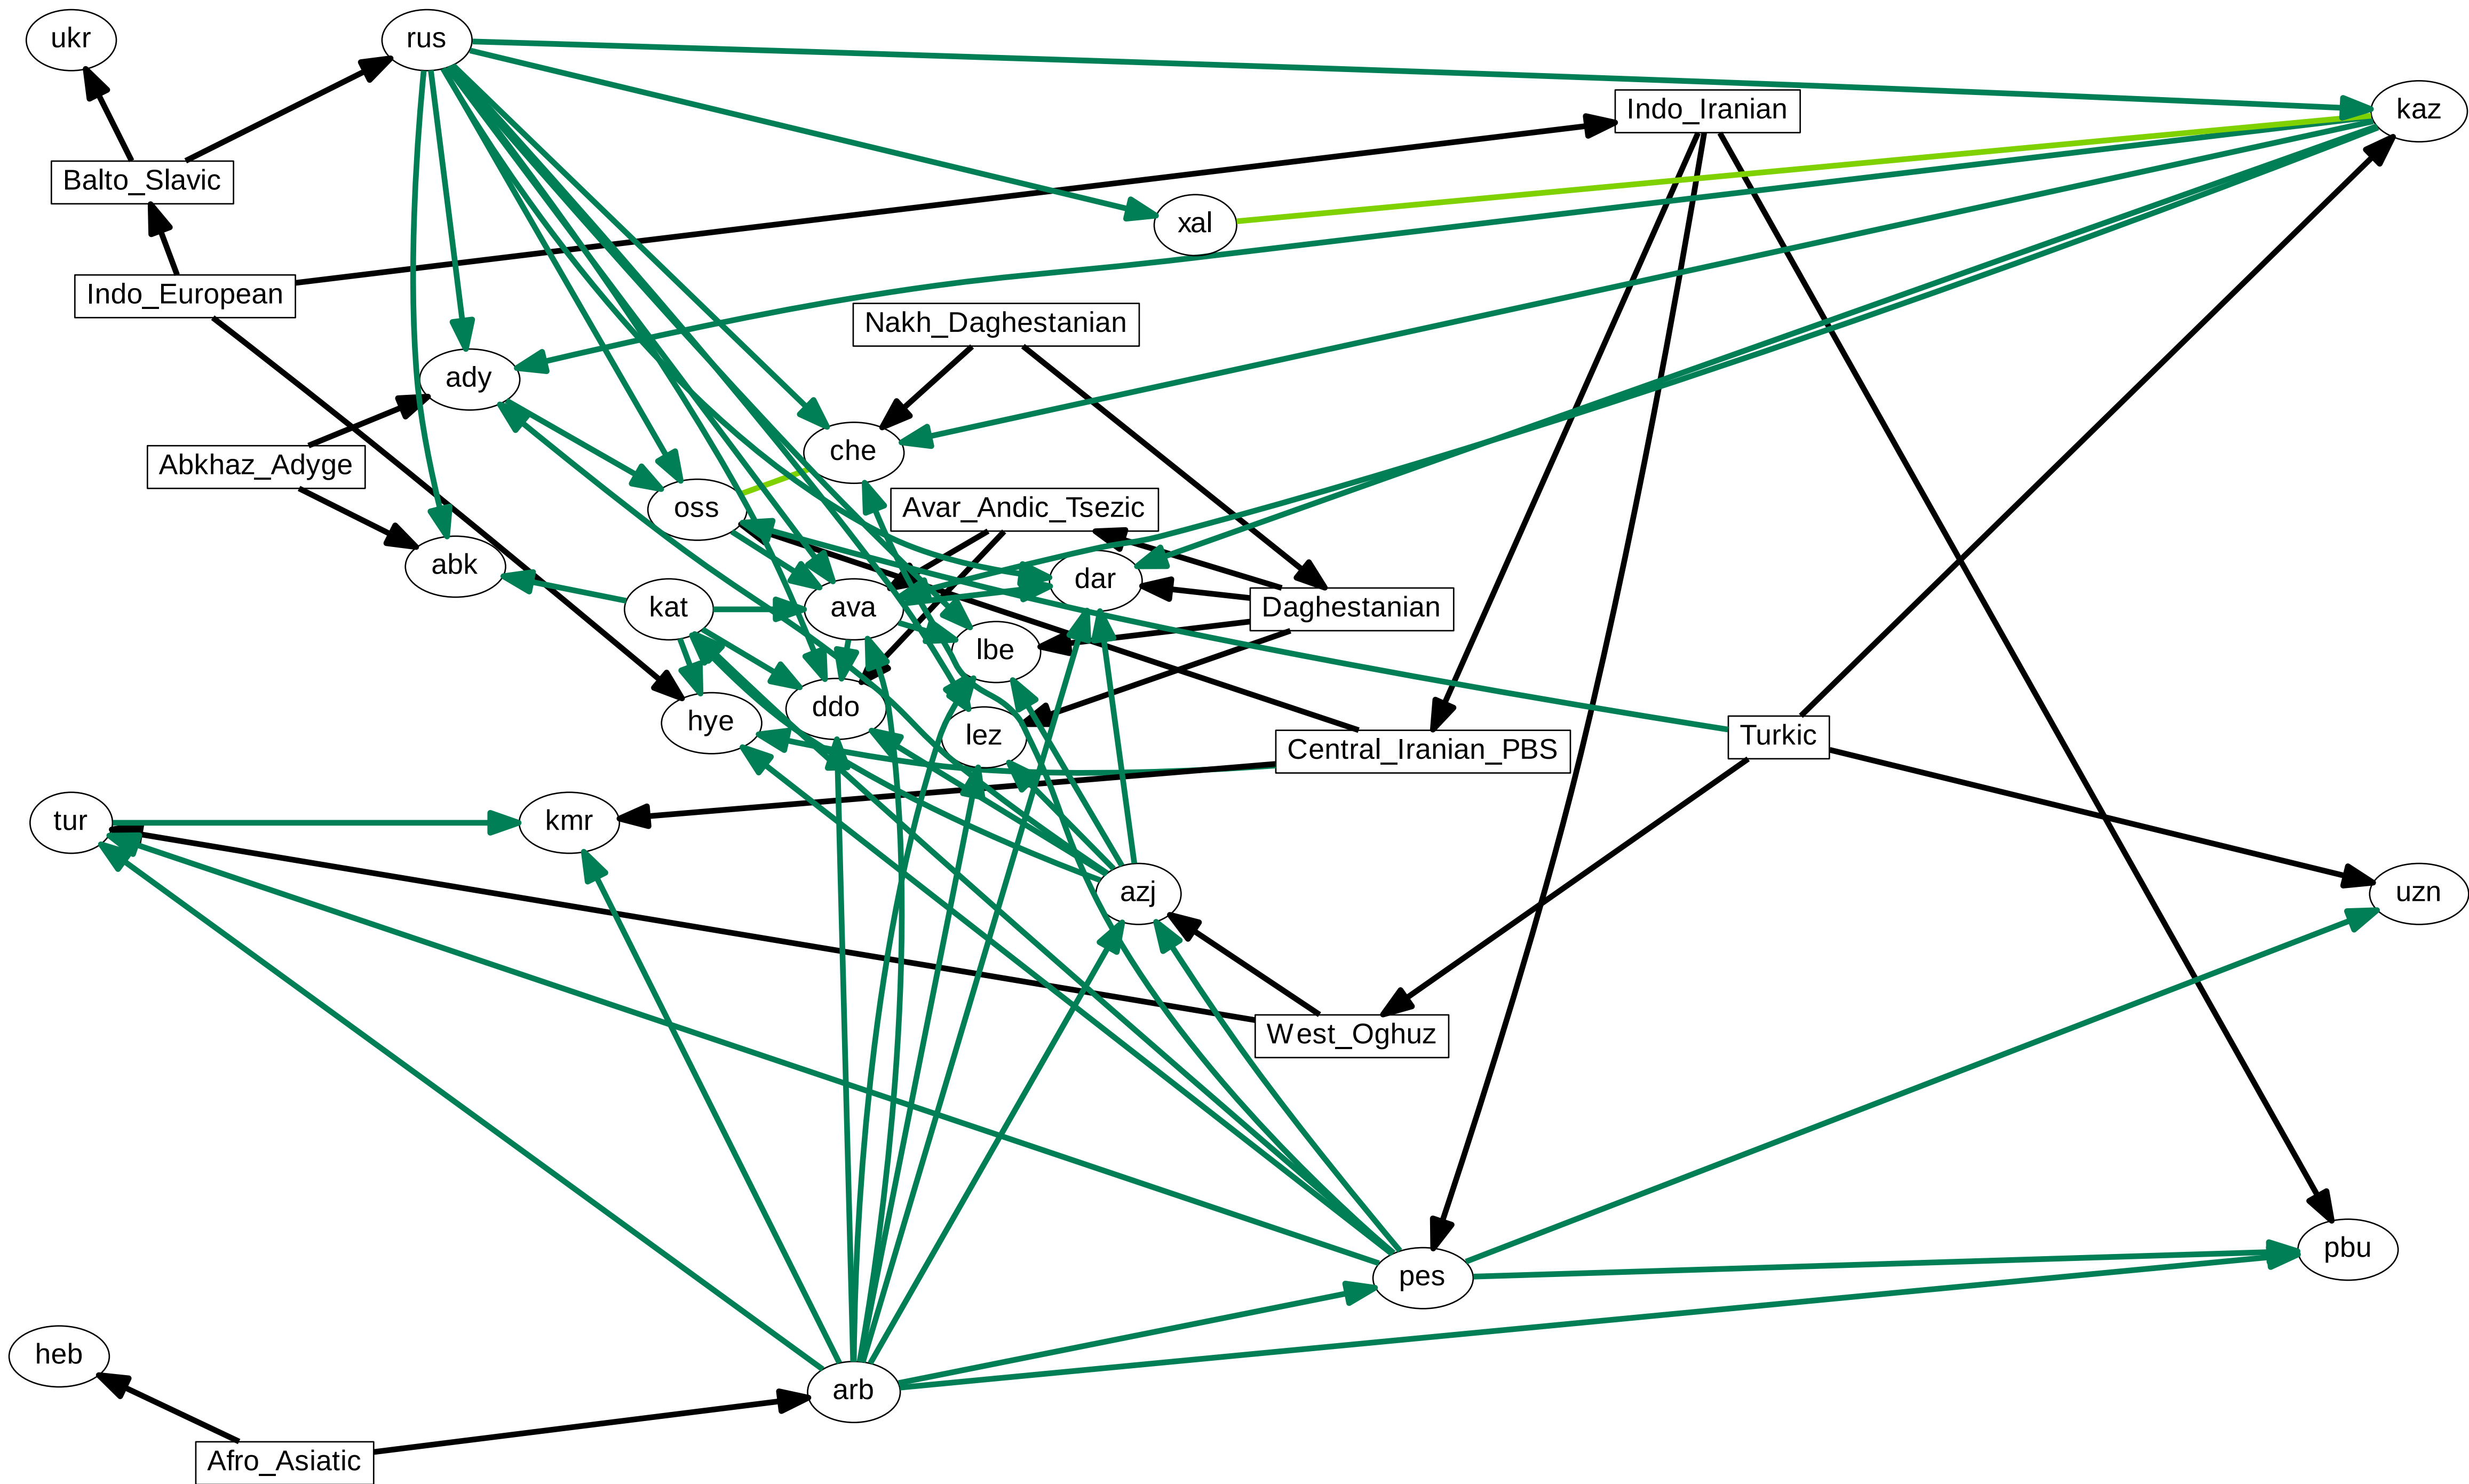 ukr
rus
Indo_Iranian
kaz
Balto_Slavic
xal
Indo_European
Nakh_Daghestanian
ady
che
Abkhaz_Adyge
oss
Avar_Andic_Tsezic
abk
dar
kat
ava
Daghestanian
lbe
ddo
hye
lez
Turkic
Central_Iranian_PBS
tur
kmr
azj
uzn
West_Oghuz
pbu
pes
heb
arb
Afro_Asiatic